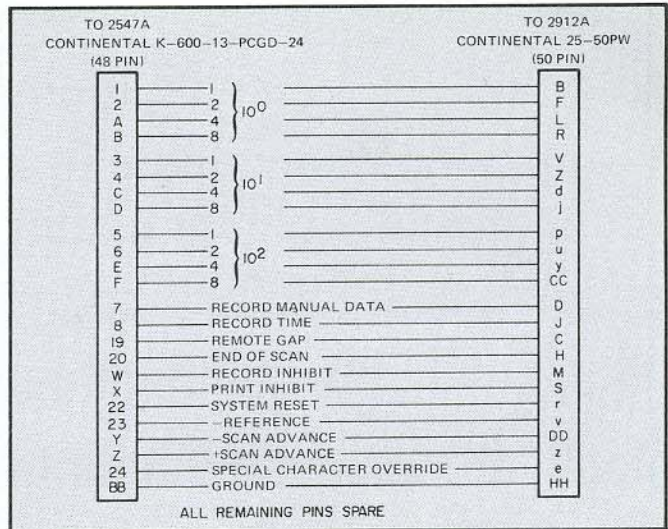 TO 2547A TO 2912A
CONTINENTAL K-600-13-PCGD-24 CONTINENTAL 25-50PW
(48 PIN) (50 PIN)
1 1 B
2 2 F
10⁰
A 4 L
B 8 R
3 1 V
4 2 Z
10¹
C 4 d
D 8 j
5 1 p
6 2 u
10²
E 4 y
F 8 CC
7 RECORD MANUAL DATA D
8 RECORD TIME J
19 REMOTE GAP C
20 END OF SCAN H
W RECORD INHIBIT M
X PRINT INHIBIT S
22 SYSTEM RESET r
23 -REFERENCE v
Y -SCAN ADVANCE DD
Z +SCAN ADVANCE z
24 SPECIAL CHARACTER OVERRIDE e
BB GROUND HH
ALL REMAINING PINS SPARE